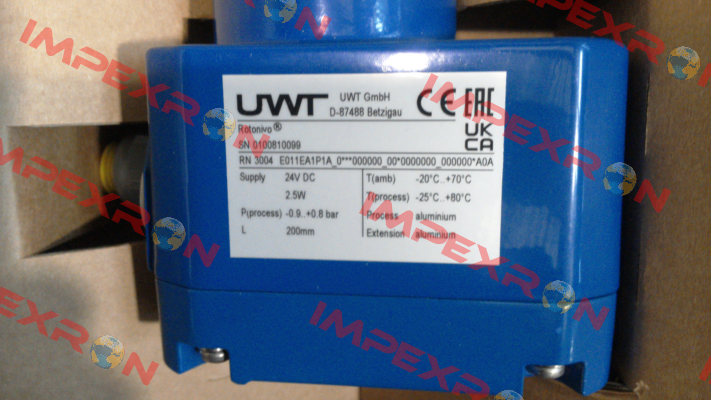 UWT UWT GmbH
D-87488 Betzigau
CE EAC
UK
CA
Rotonivo®
SN 0100810099
RN 3004 E011EA1P1A_0***000000_00*0000000_000000*A0A
Supply 24V DC T(amb) -20°C..+70°C
2.5W T(process) -25°C..+80°C
P(process) -0.9..+0.8 bar Process aluminium
L 200mm Extension aluminium
IMPEXRON
IMPEXRON
IMPEXRON
IMPEXRON
IMPEXRON
IMPEXRON